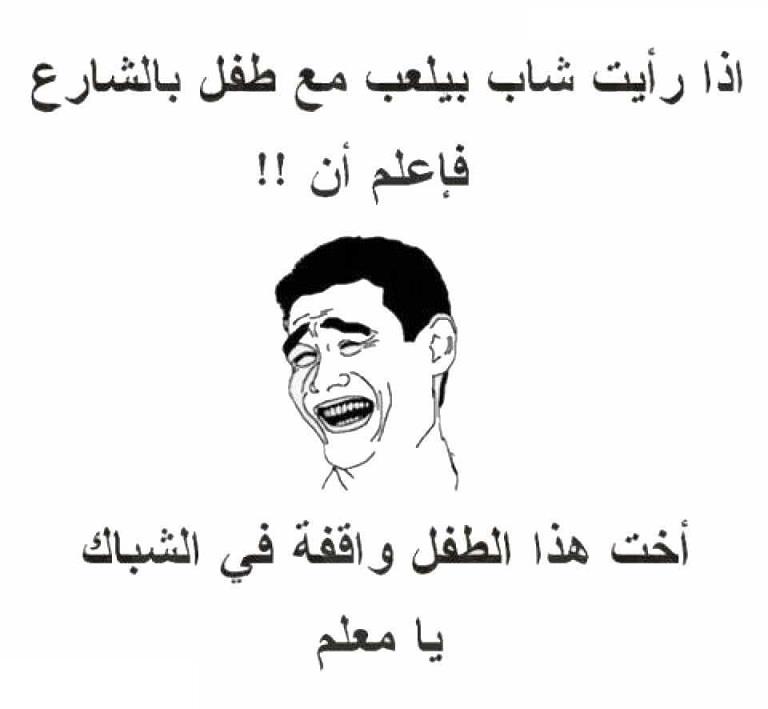 اذا رأيت شاب بيلعب مع طفل بالشارع
فإعلم أن !!
أخت هذا الطفل واقفة في الشباك
يا معلم